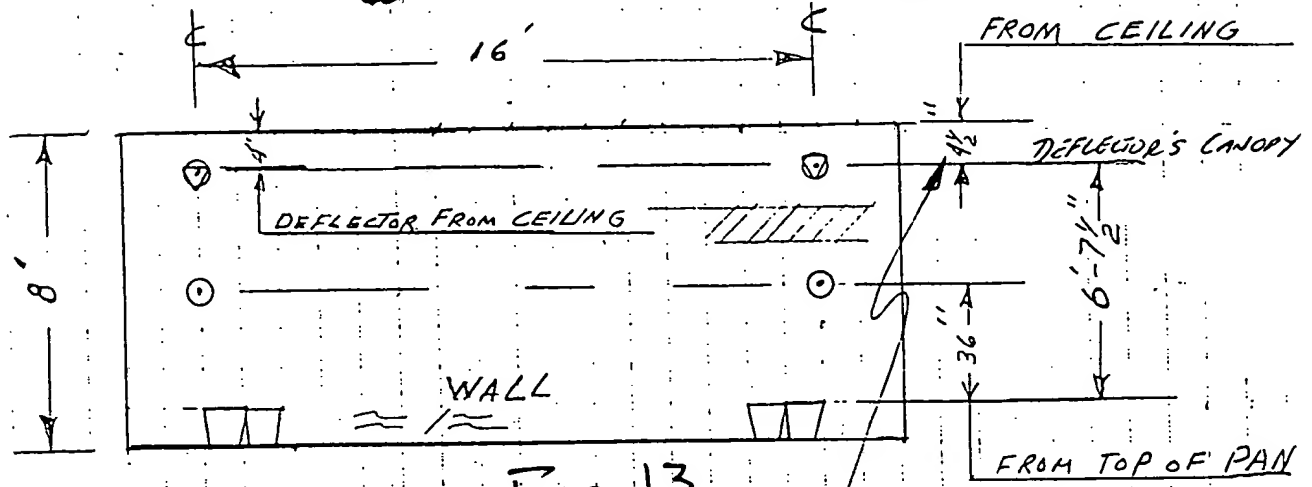 ℄ 16' ℄
FROM CEILING
4"
4½"
DEFLECTOR'S CANOPY
DEFLECTOR FROM CEILING
8'
6'-7½"
36"
WALL
FROM TOP OF PAN